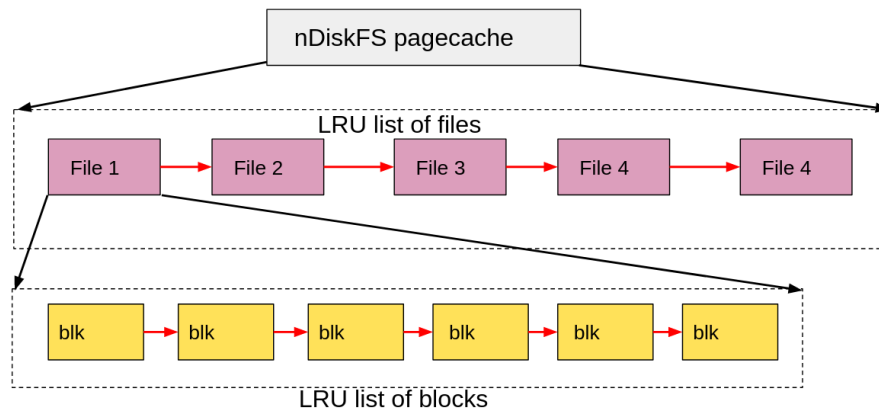 nDiskFS pagecache
LRU list of files
File 1
File 2
File 3
File 4
File 4
blk
blk
blk
blk
blk
blk
LRU list of blocks